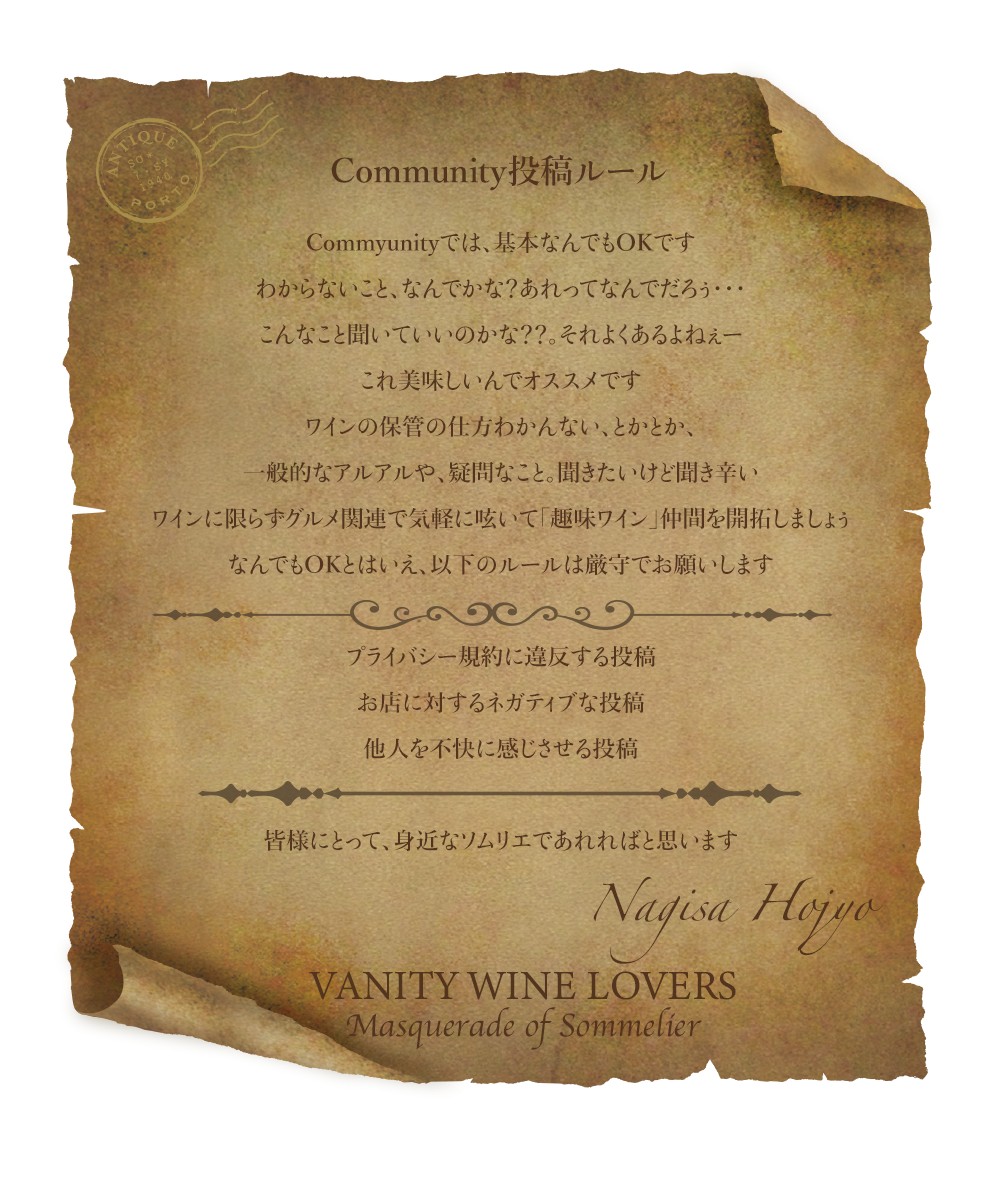 ANTIQUE
PORTO
Community投稿ルール
Commyunityでは、基本なんでもOKです
わからないこと、なんでかな？あれってなんでだろぅ・・・
こんなこと聞いていいのかな？？。それよくあるよねぇー
これ美味しいんでオススメです
ワインの保管の仕方わかんない、とかとか、
一般的なアルアルや、疑問なこと。聞きたいけど聞き辛い
ワインに限らずグルメ関連で気軽に呟いて「趣味ワイン」仲間を開拓しましょう
なんでもOKとはいえ、以下のルールは厳守でお願いします
プライバシー規約に違反する投稿
お店に対するネガティブな投稿
他人を不快に感じさせる投稿
皆様にとって、身近なソムリエであれればと思います
Nagisa Hojyo
VANITY WINE LOVERS
Masquerade of Sommelier